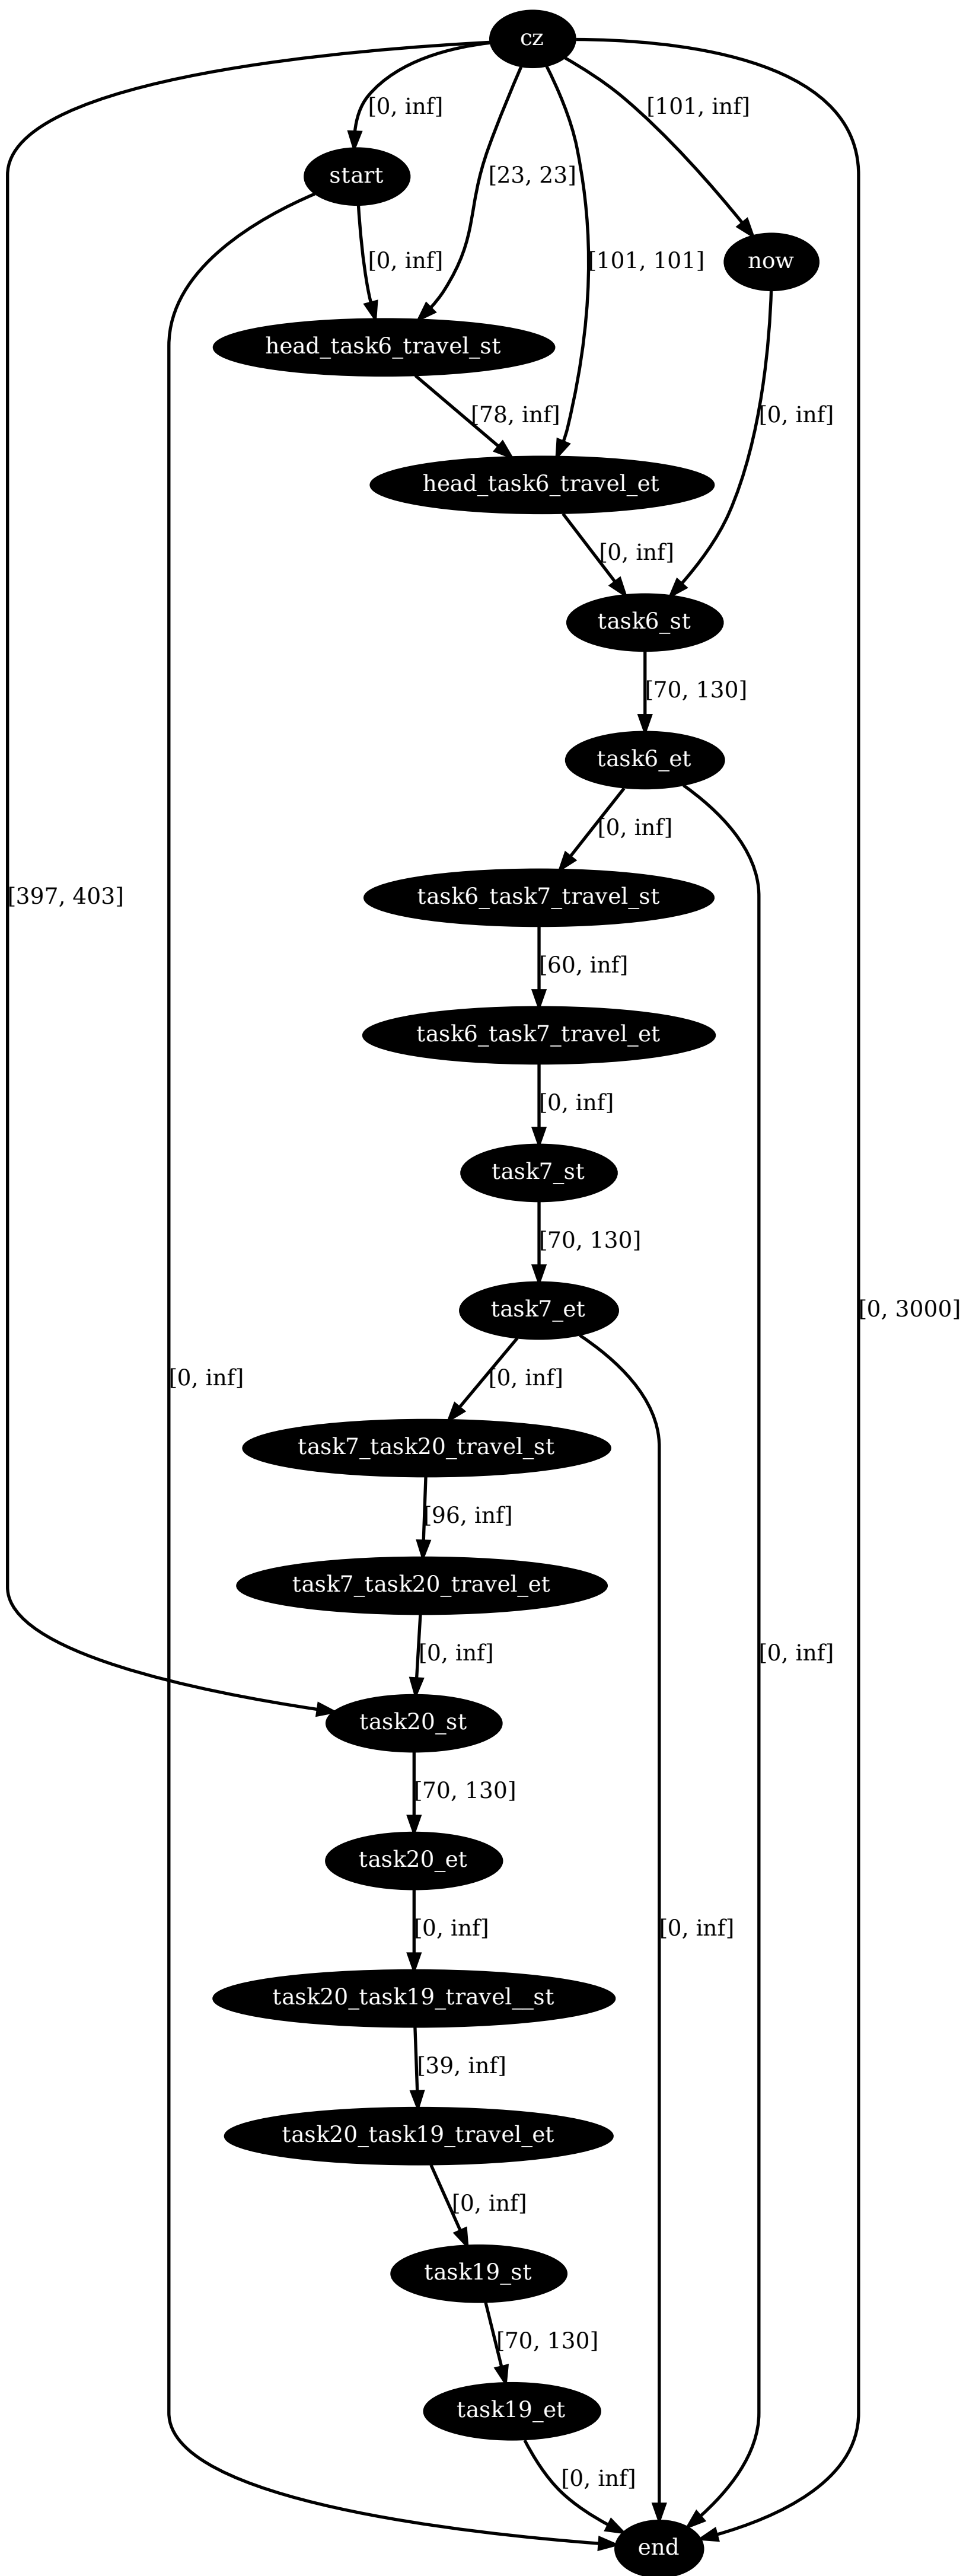 cz
[0, inf]
[101, inf]
start
[23, 23]
[0, inf]
[101, 101]
now
head_task6_travel_st
[78, inf]
[0, inf]
head_task6_travel_et
[0, inf]
task6_st
[70, 130]
task6_et
[0, inf]
[397, 403]
task6_task7_travel_st
[60, inf]
task6_task7_travel_et
[0, inf]
task7_st
[70, 130]
task7_et
[0, 3000]
[0, inf]
[0, inf]
task7_task20_travel_st
[96, inf]
task7_task20_travel_et
[0, inf]
[0, inf]
task20_st
[70, 130]
task20_et
[0, inf]
[0, inf]
task20_task19_travel__st
[39, inf]
task20_task19_travel_et
[0, inf]
task19_st
[70, 130]
task19_et
[0, inf]
end